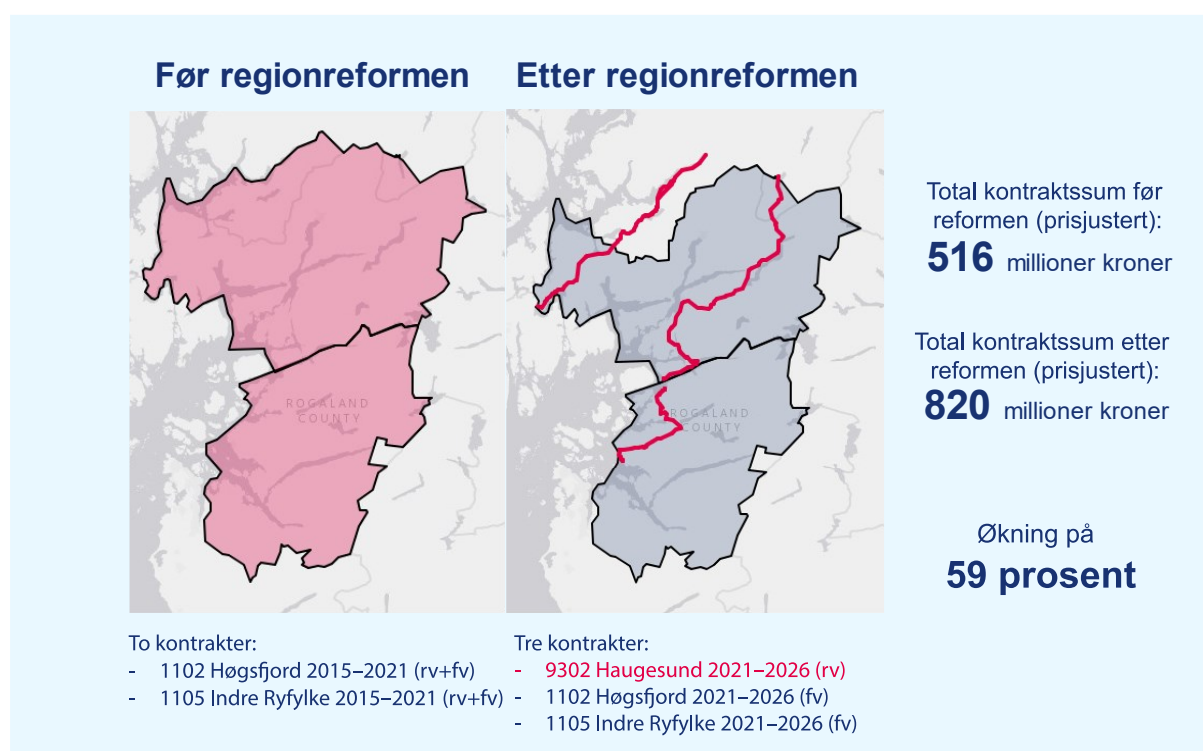 Før regionreformen
Etter regionreformen
ROGALAND
COUNTY
ROGALAND
COUNTY
Total kontraktssum før
reformen (prisjustert):
516 millioner kroner
Total kontraktssum etter
reformen (prisjustert):
820 millioner kroner
Økning på
59 prosent
To kontrakter:
- 1102 Høgsfjord 2015–2021 (rv+fv)
- 1105 Indre Ryfylke 2015–2021 (rv+fv)
Tre kontrakter:
- 9302 Haugesund 2021–2026 (rv)
- 1102 Høgsfjord 2021–2026 (fv)
- 1105 Indre Ryfylke 2021–2026 (fv)